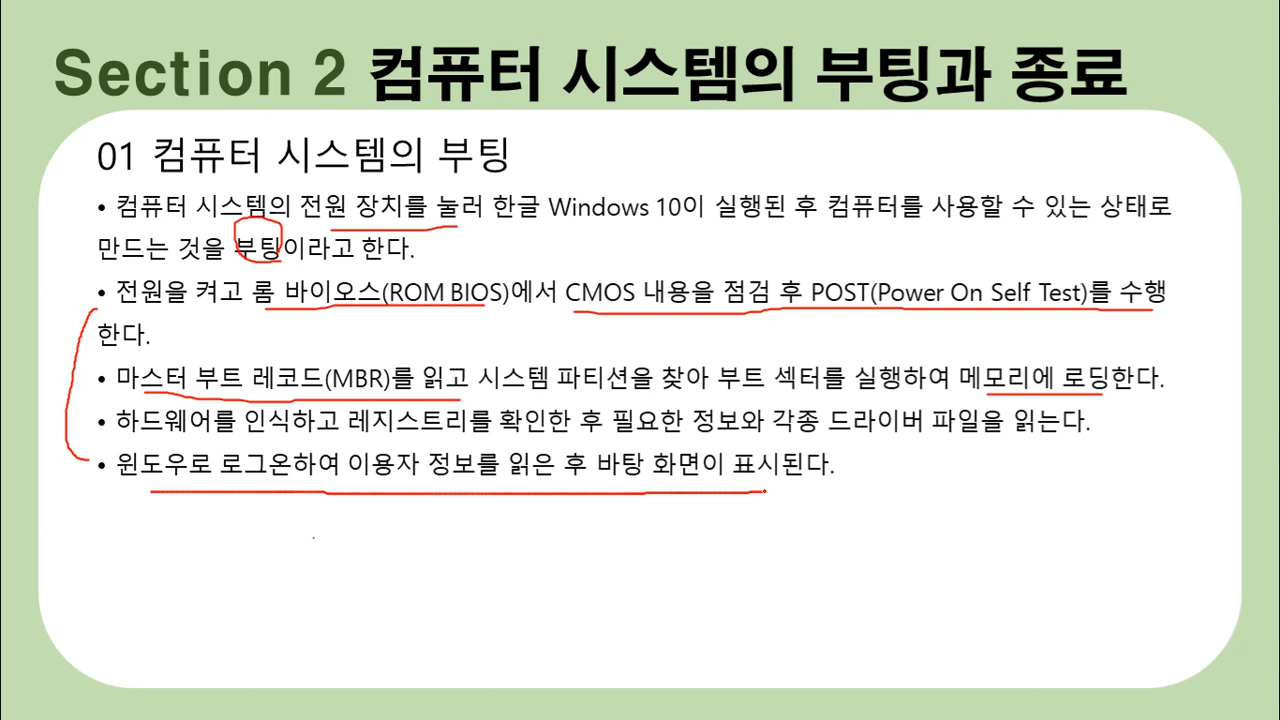 Section 2 컴퓨터 시스템의 부팅과 종료
01 컴퓨터 시스템의 부팅
• 컴퓨터 시스템의 전원 장치를 눌러 한글 Windows 10이 실행된 후 컴퓨터를 사용할 수 있는 상태로
만드는 것을 부팅이라고 한다.
• 전원을 켜고 롬 바이오스(ROM BIOS)에서 CMOS 내용을 점검 후 POST(Power On Self Test)를 수행
한다.
• 마스터 부트 레코드(MBR)를 읽고 시스템 파티션을 찾아 부트 섹터를 실행하여 메모리에 로딩한다.
• 하드웨어를 인식하고 레지스트리를 확인한 후 필요한 정보와 각종 드라이버 파일을 읽는다.
• 윈도우로 로그온하여 이용자 정보를 읽은 후 바탕 화면이 표시된다.